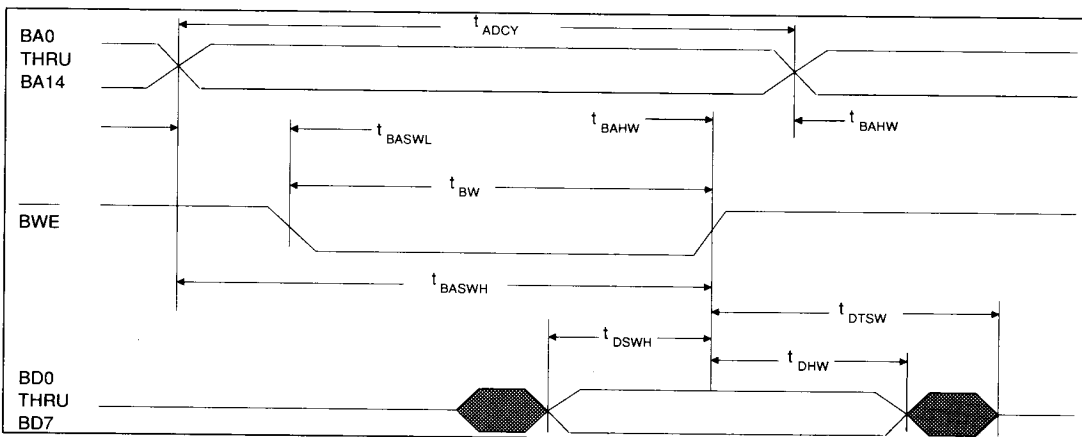 BA0
THRU
BA14
t ADCY
t BASWL
t BAHW
t BAHW
t BW
BWE
t BASWH
t DTSW
t DSWH
t DHW
BD0
THRU
BD7